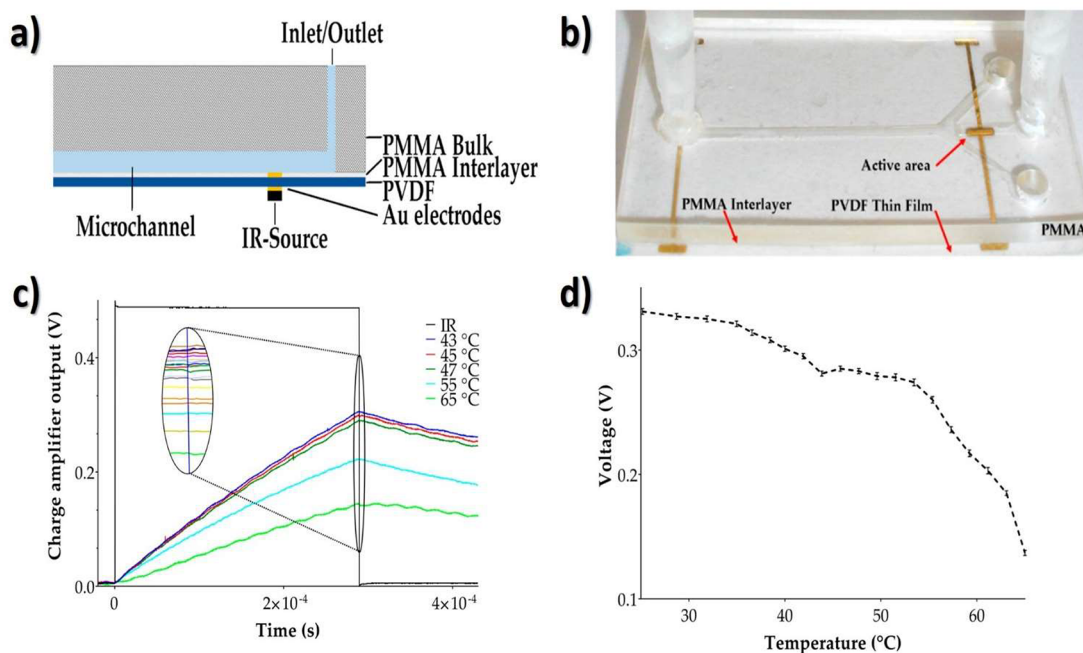 a)
Inlet/Outlet
PMMA Bulk
PMMA Interlayer
PVDF
Au electrodes
Microchannel
IR-Source
b)
Active area
PMMA Interlayer
PVDF Thin Film
PMMA
c)
Charge amplifier output (V)
0.4
0.2
0.0
IR
43 °C
45 °C
47 °C
55 °C
65 °C
0
2×10⁻⁴
4×10⁻⁴
Time (s)
d)
Voltage (V)
0.3
0.2
0.1
30
40
50
60
Temperature (°C)